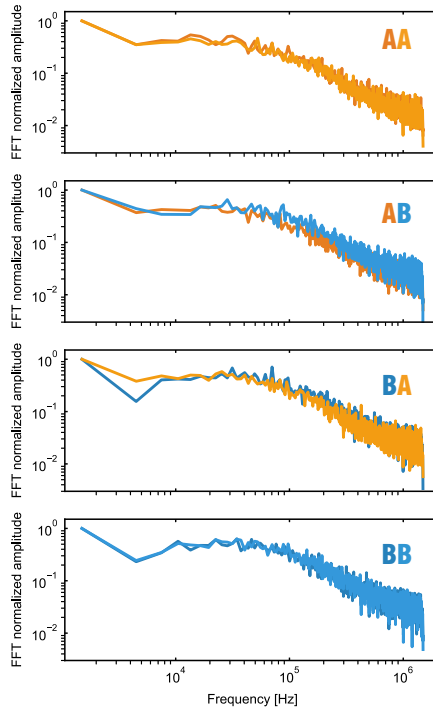 FFT normalized amplitude
10⁰
10⁻¹
10⁻²
AA
FFT normalized amplitude
10⁰
10⁻¹
10⁻²
AB
FFT normalized amplitude
10⁰
10⁻¹
10⁻²
BA
FFT normalized amplitude
10⁰
10⁻¹
10⁻²
BB
10⁴ 10⁵ 10⁶
Frequency [Hz]